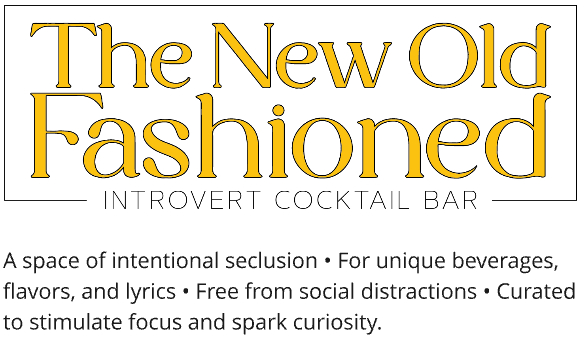 The New Old
Fashioned
INTROVERT COCKTAIL BAR
A space of intentional seclusion • For unique beverages,
flavors, and lyrics • Free from social distractions • Curated
to stimulate focus and spark curiosity.